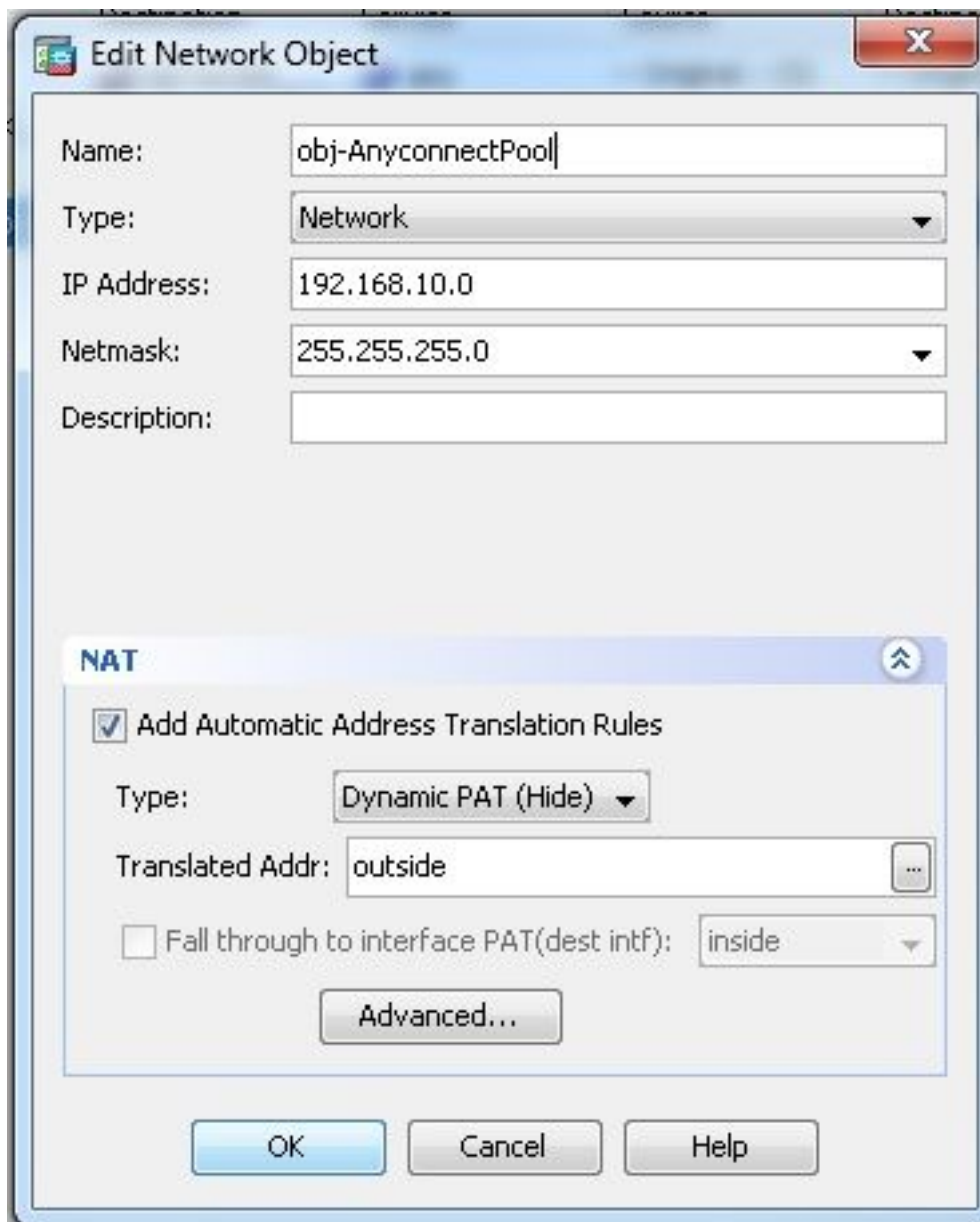 Edit Network Object
Name: obj-AnyconnectPool
Type: Network
IP Address: 192.168.10.0
Netmask: 255.255.255.0
Description:
NAT
Add Automatic Address Translation Rules
Type: Dynamic PAT (Hide)
Translated Addr: outside ...
Fall through to interface PAT(dest intf): inside
Advanced...
OK Cancel Help